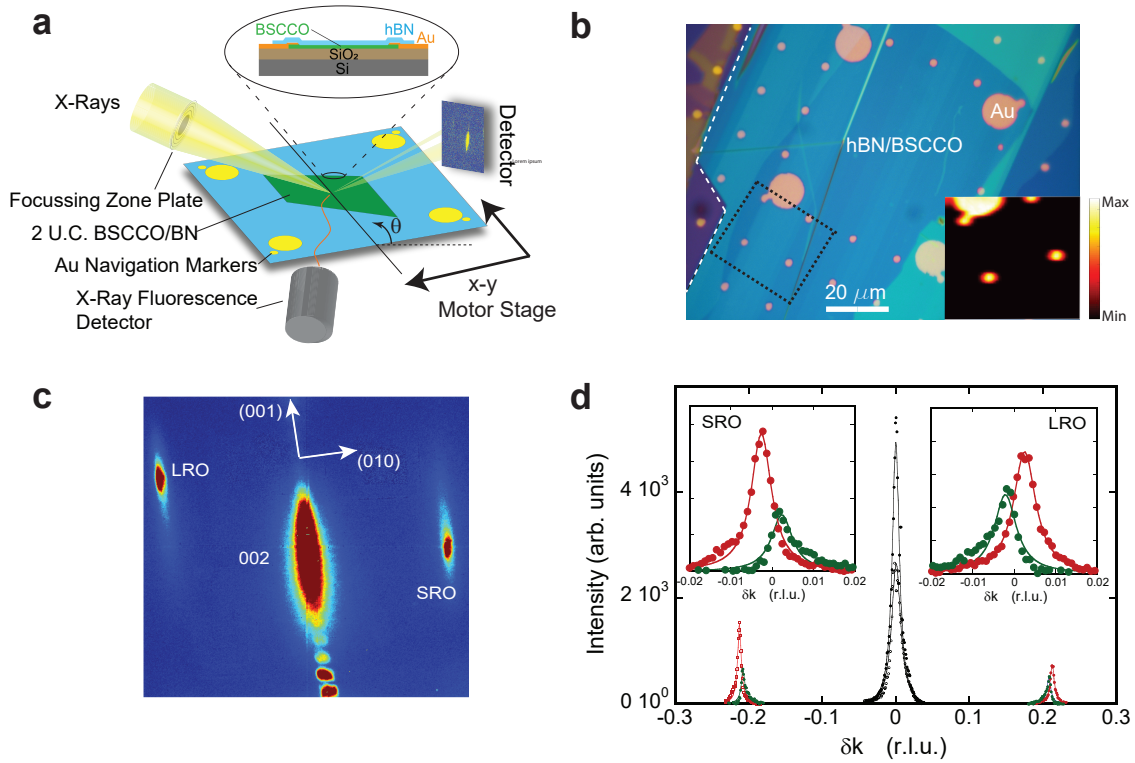 a
BSCCO
hBN
Au
SiO₂
Si
X-Rays
Detector
Lorem ipsum
Focussing Zone Plate
2 U.C. BSCCO/BN
θ
Au Navigation Markers
X-Ray Fluorescence
Detector
x-y
Motor Stage
b
Au
hBN/BSCCO
20 μm
Max
Min
c
(001)
(010)
LRO
002
SRO
d
Intensity (arb. units)
4 10³
2 10³
0 10⁰
-0.3
-0.2
-0.1
0
0.1
0.2
0.3
δk (r.l.u.)
SRO
-0.02
-0.01
0
0.01
0.02
δk (r.l.u.)
LRO
-0.02
-0.01
0
0.01
0.02
δk (r.l.u.)